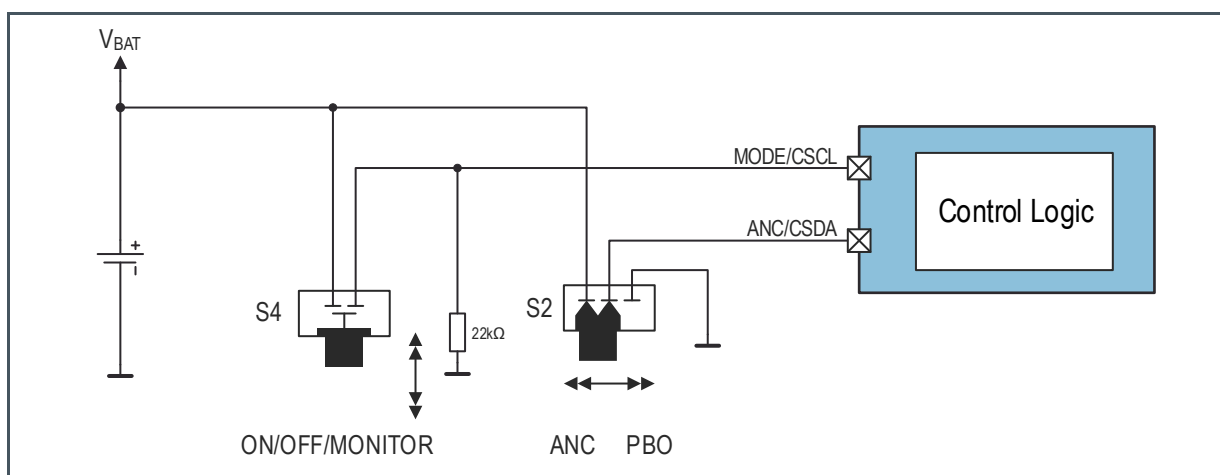 VBAT
MODE/CSCL
Control Logic
ANC/CSDA
+
S4
S2
22kΩ
ON/OFF/MONITOR
ANC PBO